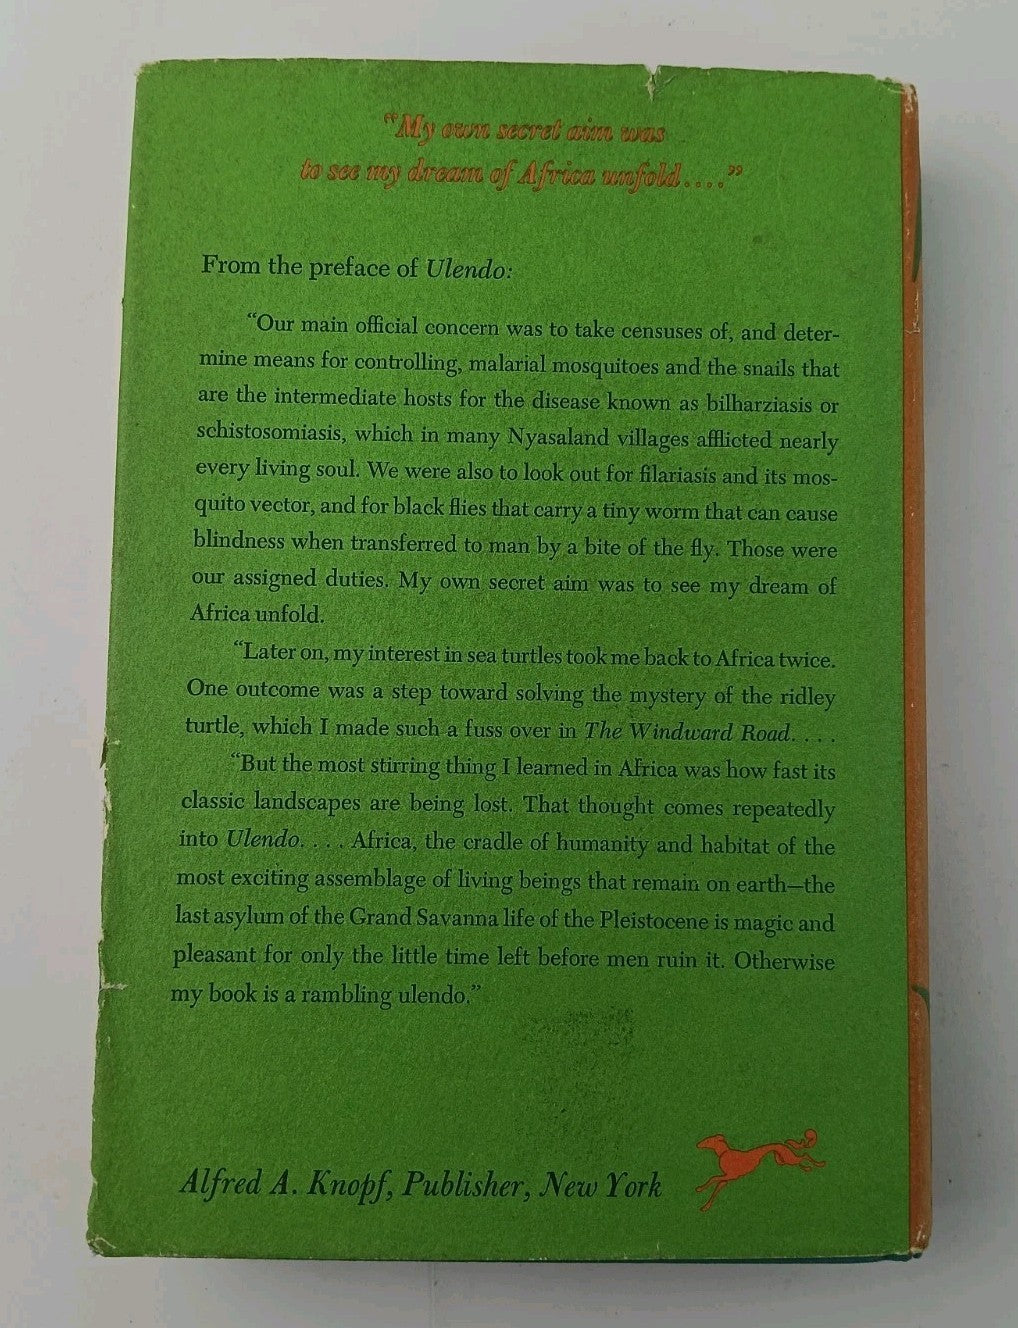 “My own secret aim was
to see my dream of Africa unfold....”
From the preface of Ulendo:
“Our main official concern was to take censuses of, and deter-
mine means for controlling, malarial mosquitoes and the snails that
are the intermediate hosts for the disease known as bilharziasis or
schistosomiasis, which in many Nyasaland villages afflicted nearly
every living soul. We were also to look out for filariasis and its mos-
quito vector, and for black flies that carry a tiny worm that can cause
blindness when transferred to man by a bite of the fly. Those were
our assigned duties. My own secret aim was to see my dream of
Africa unfold.
“Later on, my interest in sea turtles took me back to Africa twice.
One outcome was a step toward solving the mystery of the ridley
turtle, which I made such a fuss over in The Windward Road. . . .
“But the most stirring thing I learned in Africa was how fast its
classic landscapes are being lost. That thought comes repeatedly
into Ulendo. . . . Africa, the cradle of humanity and habitat of the
most exciting assemblage of living beings that remain on earth—the
last asylum of the Grand Savanna life of the Pleistocene is magic and
pleasant for only the little time left before men ruin it. Otherwise
my book is a rambling ulendo.”
Alfred A. Knopf, Publisher, New York